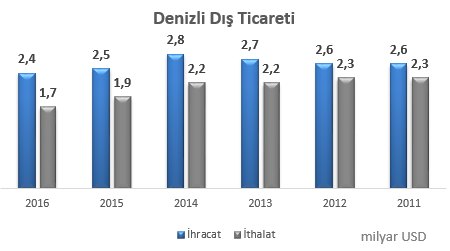 Denizli Dış Ticareti
2,4 1,7 2,5 1,9 2,8 2,2 2,7 2,2 2,6 2,3 2,6 2,3
2016 2015 2014 2013 2012 2011
İhracat İthalat milyar USD